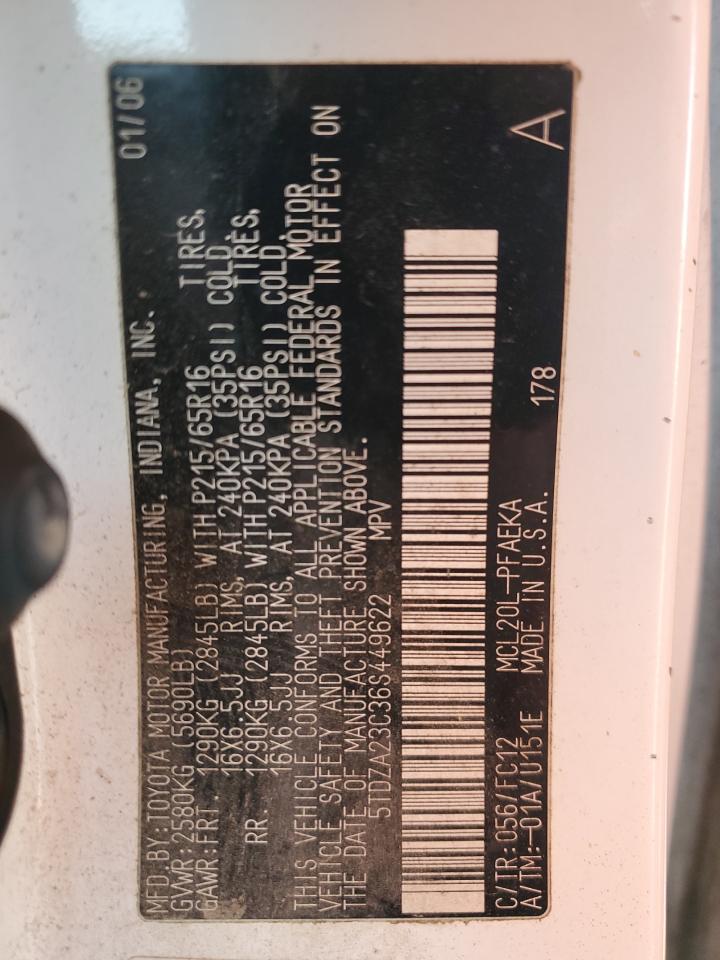 MFD.BY:TOYOTA MOTOR MANUFACTURING, INDIANA, INC. 01/06
GVWR:2580KG (5690LB)
GAWR:FRT. 1290KG (2845LB) WITH P215/65R16 TIRES,
16X6.5JJ RIMS, AT 240KPA (35PSI) COLD.
RR. 1290KG (2845LB) WITH P215/65R16 TIRES,
16X6.5JJ RIMS, AT 240KPA (35PSI) COLD.
THIS VEHICLE CONFORMS TO ALL APPLICABLE FEDERAL MOTOR
VEHICLE SAFETY AND THEFT PREVENTION STANDARDS IN EFFECT ON
THE DATE OF MANUFACTURE SHOWN ABOVE.
5TDZA23C36S449622 MPV
C/TR:056/FC12 MCL20L-PFAEKA 178 A
A/TM:-01A/U151E MADE IN U.S.A.